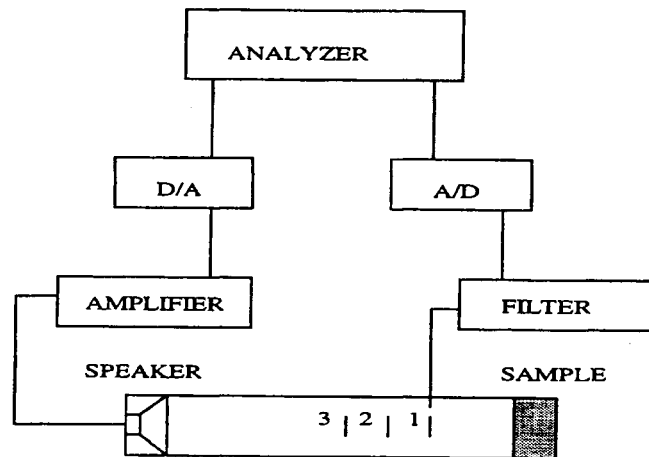 ANALYZER
D/A
A/D
AMPLIFIER
FILTER
SPEAKER
SAMPLE
3 2 1